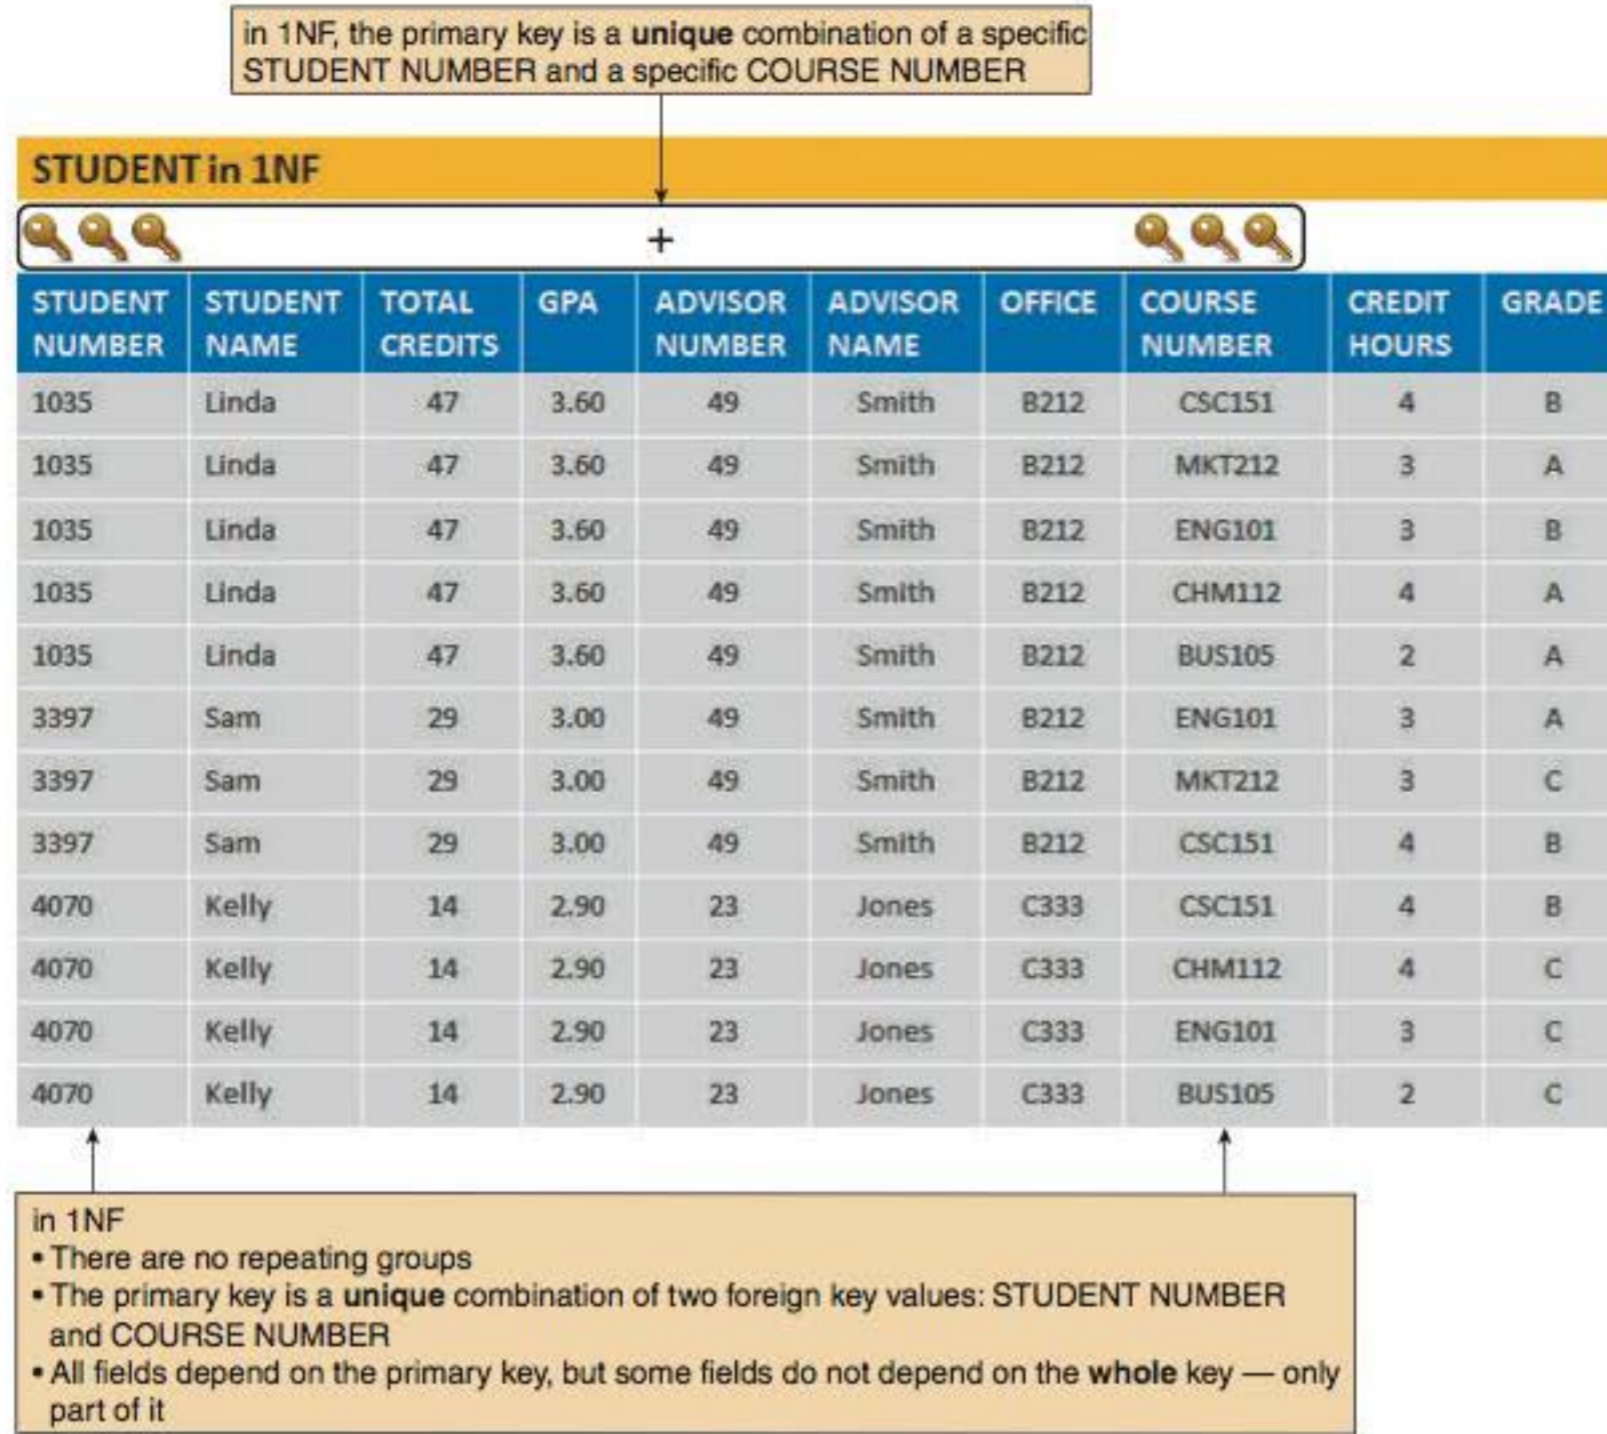 in 1NF, the primary key is a unique combination of a specific
STUDENT NUMBER and a specific COURSE NUMBER
STUDENT in 1NF
+
STUDENT NUMBER STUDENT NAME TOTAL CREDITS GPA ADVISOR NUMBER ADVISOR NAME OFFICE COURSE NUMBER CREDIT HOURS GRADE
1035 Linda 47 3.60 49 Smith B212 CSC151 4 B
1035 Linda 47 3.60 49 Smith B212 MKT212 3 A
1035 Linda 47 3.60 49 Smith B212 ENG101 3 B
1035 Linda 47 3.60 49 Smith B212 CHM112 4 A
1035 Linda 47 3.60 49 Smith B212 BUS105 2 A
3397 Sam 29 3.00 49 Smith B212 ENG101 3 A
3397 Sam 29 3.00 49 Smith B212 MKT212 3 C
3397 Sam 29 3.00 49 Smith B212 CSC151 4 B
4070 Kelly 14 2.90 23 Jones C333 CSC151 4 B
4070 Kelly 14 2.90 23 Jones C333 CHM112 4 C
4070 Kelly 14 2.90 23 Jones C333 ENG101 3 C
4070 Kelly 14 2.90 23 Jones C333 BUS105 2 C
in 1NF
• There are no repeating groups
• The primary key is a unique combination of two foreign key values: STUDENT NUMBER
and COURSE NUMBER
• All fields depend on the primary key, but some fields do not depend on the whole key — only
part of it